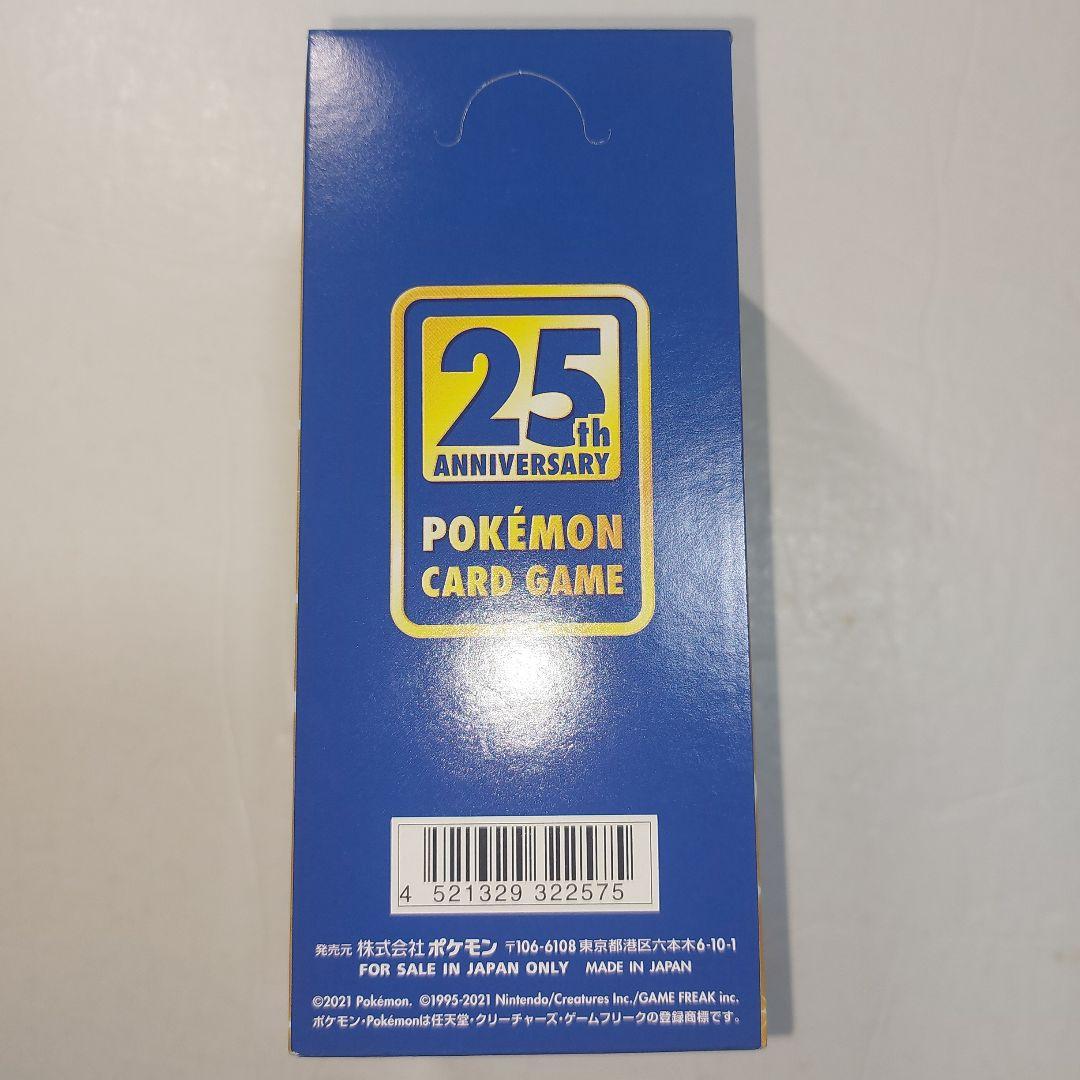 25th
ANNIVERSARY
POKÉMON
CARD GAME
4 521329 322575
発売元 株式会社ポケモン 〒106-6108 東京都港区六本木6-10-1
FOR SALE IN JAPAN ONLY MADE IN JAPAN
©2021 Pokémon. ©1995-2021 Nintendo/Creatures Inc./GAME FREAK inc.
ポケモン・Pokémonは任天堂・クリーチャーズ・ゲームフリークの登録商標です。